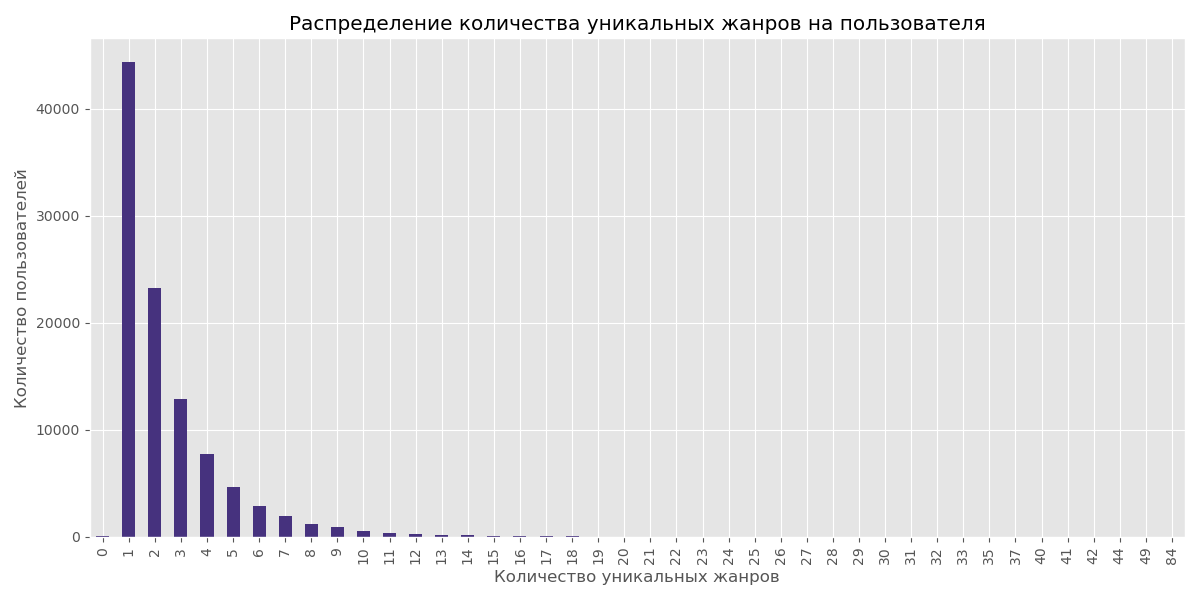 Распределение количества уникальных жанров на пользователя
Количество пользователей
40000
30000
20000
10000
0
0 1 2 3 4 5 6 7 8 9 10 11 12 13 14 15 16 17 18 19 20 21 22 23 24 25 26 27 28 29 30 31 32 33 35 37 40 41 42 44 49 84
Количество уникальных жанров